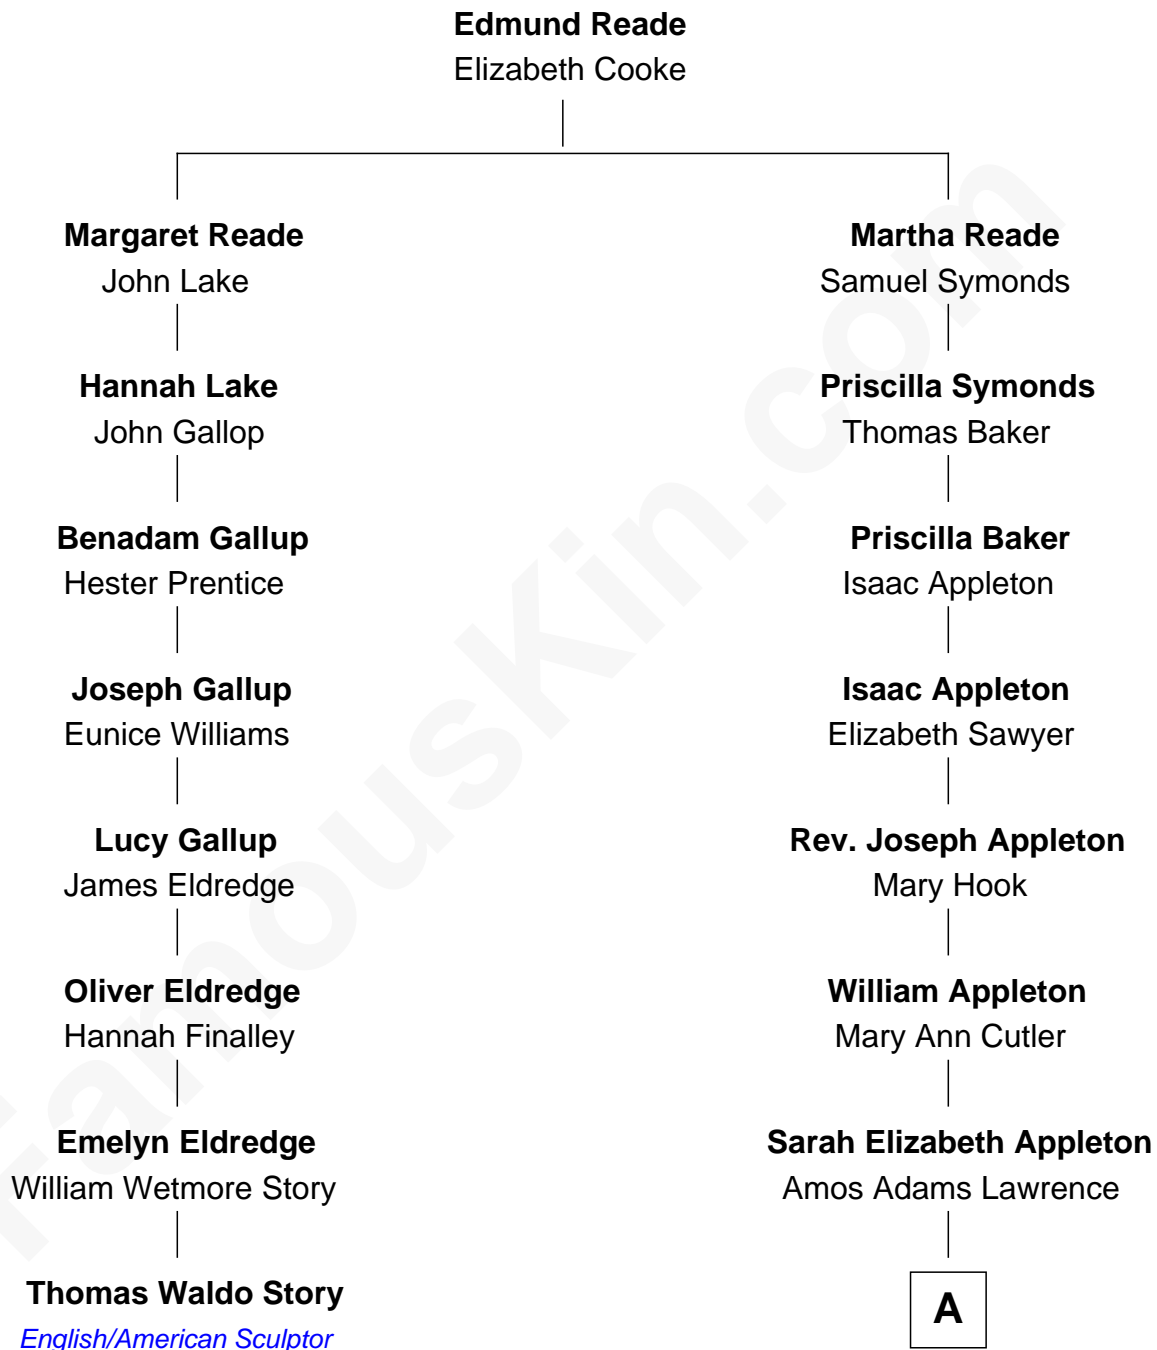 Edmund Reade
Elizabeth Cooke
Margaret Reade
John Lake
Hannah Lake
John Gallop
Benadam Gallup
Hester Prentice
Joseph Gallup
Eunice Williams
Lucy Gallup
James Eldredge
Oliver Eldredge
Hannah Finalley
Emelyn Eldredge
William Wetmore Story
Thomas Waldo Story
English/American Sculptor
Martha Reade
Samuel Symonds
Priscilla Symonds
Thomas Baker
Priscilla Baker
Isaac Appleton
Isaac Appleton
Elizabeth Sawyer
Rev. Joseph Appleton
Mary Hook
William Appleton
Mary Ann Cutler
Sarah Elizabeth Appleton
Amos Adams Lawrence
A
FamousKin.com